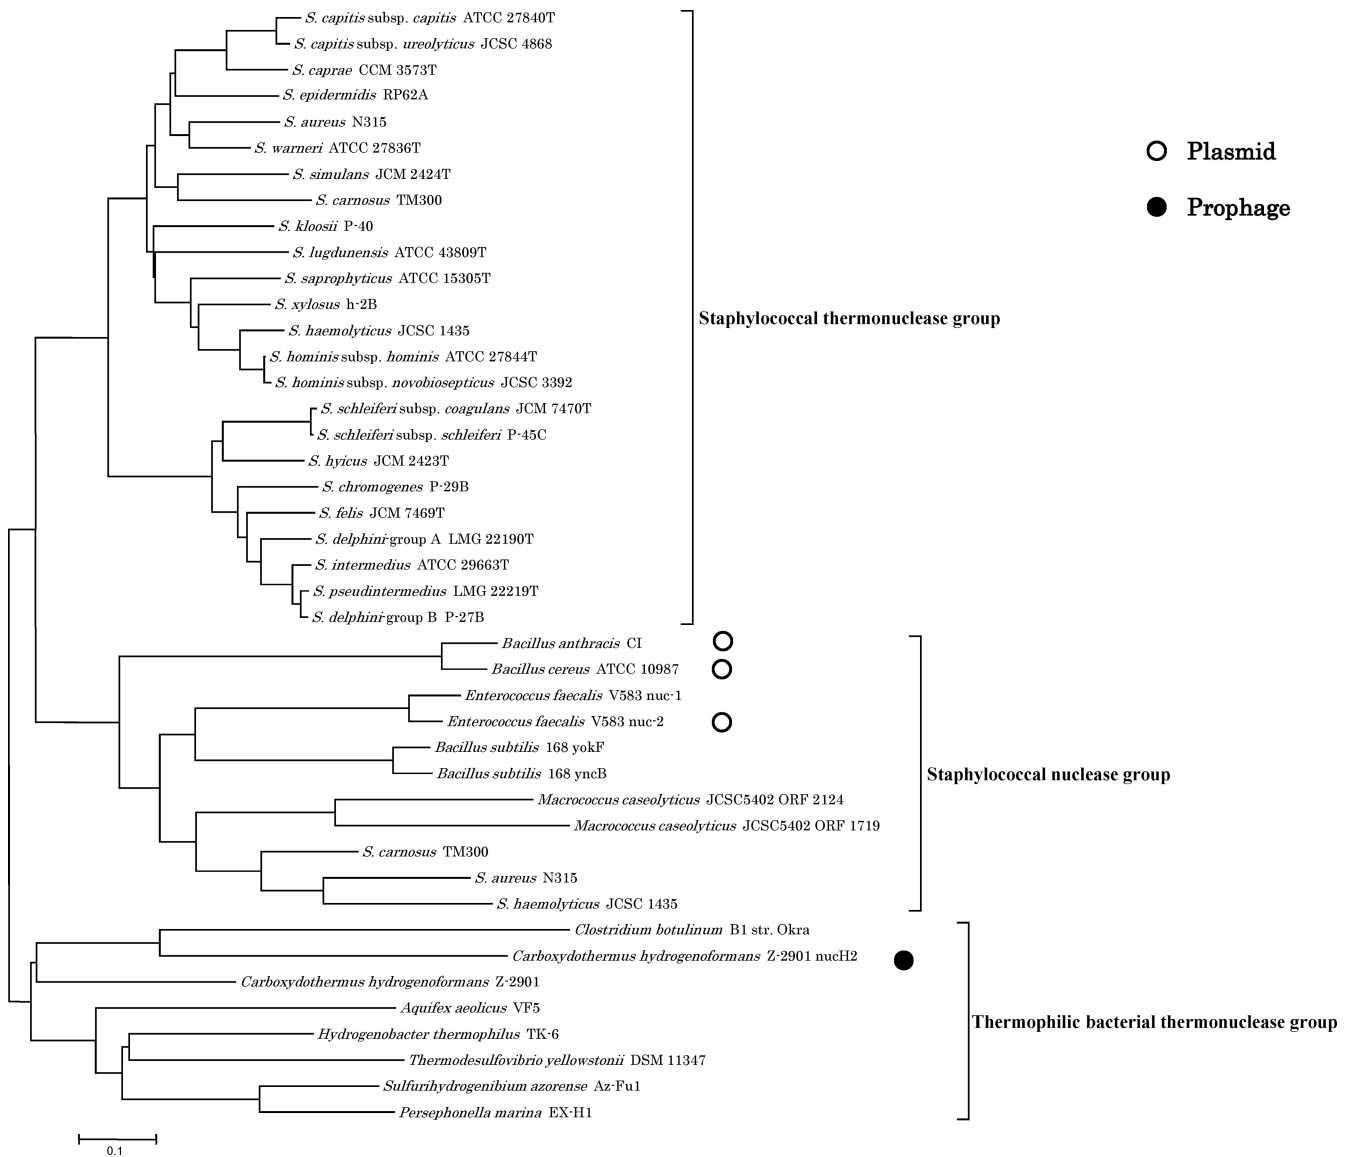 S. capitis subsp. capitis ATCC 27840T
S. capitis subsp. ureolyticus JCSC 4868
S. caprae CCM 3573T
S. epidermidis RP62A
S. aureus N315
S. warneri ATCC 27836T
S. simulans JCM 2424T
S. carnosus TM300
S. kloosii P-40
S. lugdunensis ATCC 43809T
S. saprophyticus ATCC 15305T
S. xylosus h-2B
S. haemolyticus JCSC 1435
S. hominis subsp. hominis ATCC 27844T
S. hominis subsp. novobiosepticus JCSC 3392
S. schleiferi subsp. coagulans JCM 7470T
S. schleiferi subsp. schleiferi P-45C
S. hyicus JCM 2423T
S. chromogenes P-29B
S. felis JCM 7469T
S. delphini group A LMG 22190T
S. intermedius ATCC 29663T
S. pseudintermedius LMG 22219T
S. delphini group B P-27B
Staphylococcal thermonuclease group
Plasmid
Prophage
Bacillus anthracis CI
Bacillus cereus ATCC 10987
Enterococcus faecalis V583 nuc-1
Enterococcus faecalis V583 nuc-2
Bacillus subtilis 168 yokF
Bacillus subtilis 168 yncB
Macrococcus caseolyticus JCSC5402 ORF 2124
Macrococcus caseolyticus JCSC5402 ORF 1719
S. carnosus TM300
S. aureus N315
S. haemolyticus JCSC 1435
Staphylococcal nuclease group
Clostridium botulinum B1 str. Okra
Carboxydothermus hydrogenoformans Z-2901 nucH2
Carboxydothermus hydrogenoformans Z-2901
Aquifex aeolicus VF5
Hydrogenobacter thermophilus TK-6
Thermodesulfovibrio yellowstonii DSM 11347
Sulfurihydrogenibium azorense Az-Fu1
Persephonella marina EX-H1
Thermophilic bacterial thermonuclease group
0.1